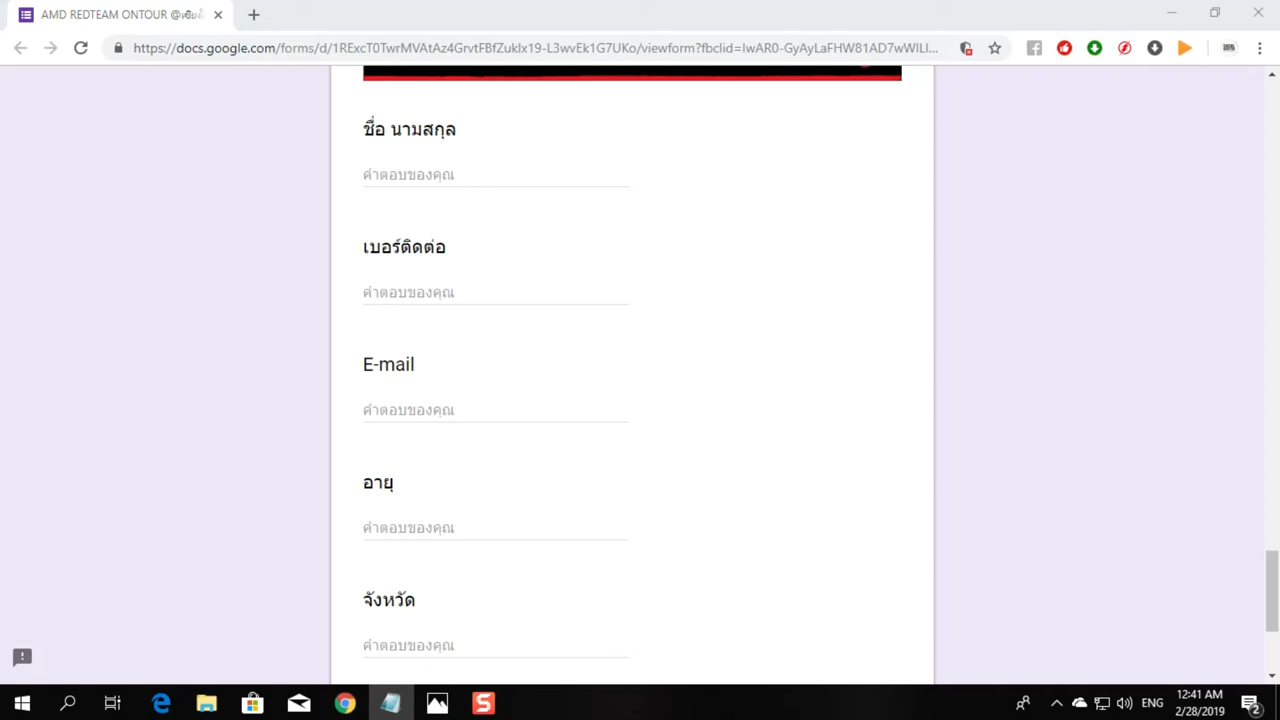 AMD REDTEAM ONTOUR
https://docs.google.com/forms/d/1RExcT0TwrMVAtAz4GrvtFBfZukIx19-L3wvEk1G7UKo/viewform?fbclid=IwAR0-GyAyLaFHW81AD7wWILI...
ชื่อ นามสกุล
คำตอบของคุณ
เบอร์ติดต่อ
คำตอบของคุณ
E-mail
คำตอบของคุณ
อายุ
คำตอบของคุณ
จังหวัด
คำตอบของคุณ
ENG
12:41 AM
2/28/2019
2